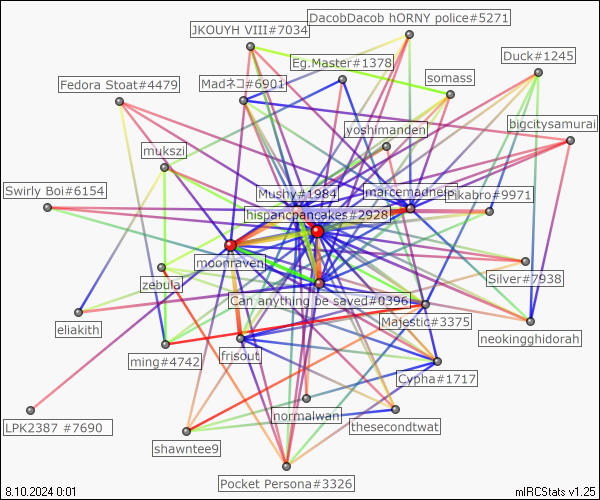 DacobDacob hORNY police#5271
JKOUYH VIII#7034
Duck#1245
Eg.Master#1378
somass
Fedora Stoat#4479
Madネコ#6901
bigcitysamurai
yoshimanden
mukszi
Swirly Boi#6154
Mushy#1984
marcemadness
Pikabro#9971
hispancpancakes#2928
moonraven
zebula
Silver#7938
Can anything be saved#0396
Majestic#3375
eliakith
neokingghidorah
ming#4742
frisout
Cypha#1717
LPK2387 #7690
normalwan
thesecondtwat
shawntee9
Pocket Persona#3326
8.10.2024 0:01
mIRCStats v1.25